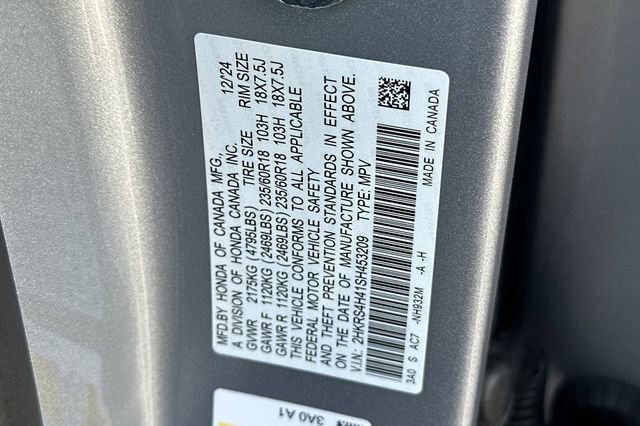 MFD.BY HONDA OF CANADA MFG. 12/24
A DIVISION OF HONDA CANADA INC.
GVWR 2175KG (4795LBS) TIRE SIZE RIM SIZE
GAWR F 1120KG (2469LBS) 235/60R18 103H 18X7.5J
GAWR R 1120KG (2469LBS) 235/60R18 103H 18X7.5J
THIS VEHICLE CONFORMS TO ALL APPLICABLE
FEDERAL MOTOR VEHICLE SAFETY
AND THEFT PREVENTION STANDARDS IN EFFECT
ON THE DATE OF MANUFACTURE SHOWN ABOVE.
V.I.N.: 2HKRS4H41SH453209 TYPE: MPV
3A0 S AC7 -NH932M -A -H MADE IN CANADA
3A0 A1